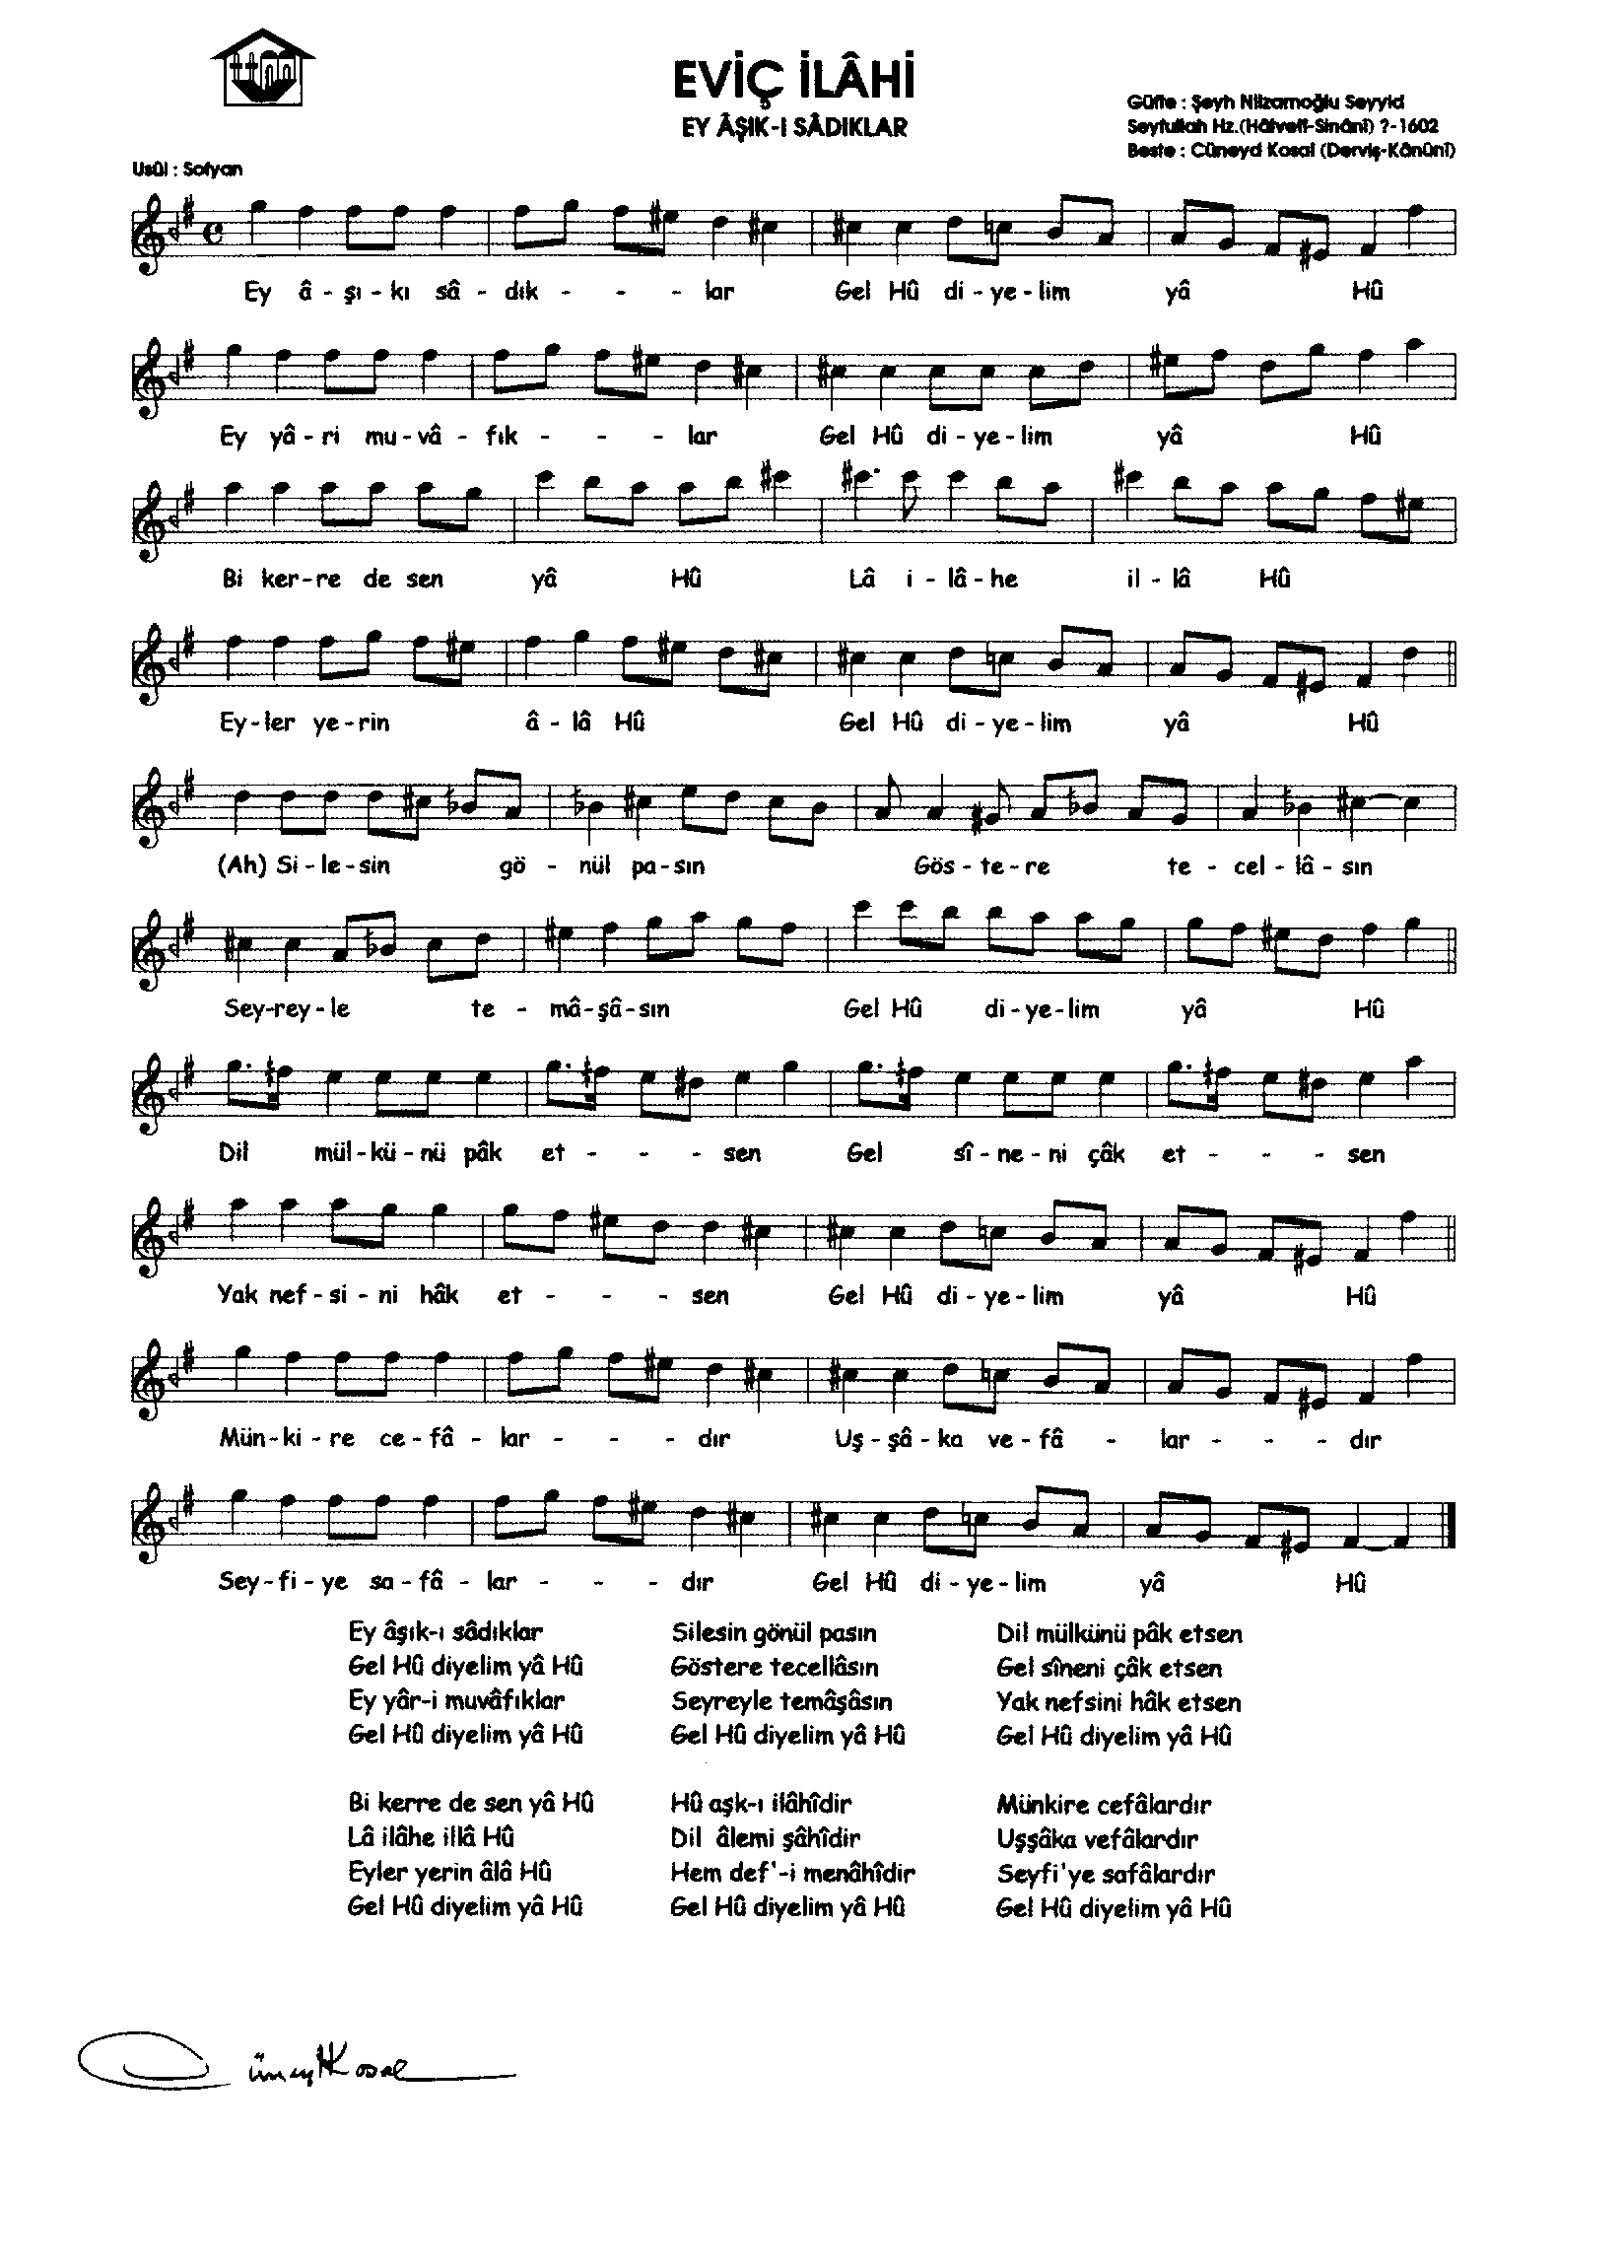 EVİÇ İLÂHİ
EY ÂŞIK-I SÂDIKLAR
Güfte : Şeyh Nizamoğlu Seyyid
Seyfullah Hz.(Hâlvetî-Sinânî) ?-1602
Beste : Cüneyd Kosal (Derviş-Kânûnî)
Usûl : Sofyan
Ey â - şı - kı sâ - dık - - - lar Gel Hû di - ye - lim yâ Hû
Ey yâ - ri mu - vâ - fık - - - lar Gel Hû di - ye - lim yâ Hû
Bi ker - re de sen yâ Hû Lâ i - lâ - he il - lâ Hû
Ey - ler ye - rin â - lâ Hû Gel Hû di - ye - lim yâ Hû
(Ah) Si - le - sin gö - nül pa - sın Gös - te - re te - cel - lâ - sın
Sey - rey - le te - mâ - şâ - sın Gel Hû di - ye - lim yâ Hû
Dil mül - kü - nü pâk et - - - sen Gel sî - ne - ni çâk et - - - sen
Yak nef - si - ni hâk et - - - sen Gel Hû di - ye - lim yâ Hû
Mün - ki - re ce - fâ - lar - - - dır Uş - şâ - ka ve - fâ - lar - - - dır
Sey - fi - ye sa - fâ - lar - - - dır Gel Hû di - ye - lim yâ Hû
Ey âşık-ı sâdıklar
Gel Hû diyelim yâ Hû
Ey yâr-i muvâfıklar
Gel Hû diyelim yâ Hû
Bi kerre de sen yâ Hû
Lâ ilâhe illâ Hû
Eyler yerin âlâ Hû
Gel Hû diyelim yâ Hû
Silesin gönül pasın
Göstere tecellâsın
Seyreyle temâşâsın
Gel Hû diyelim yâ Hû
Hû aşk-ı ilâhîdir
Dil âlemi şâhîdir
Hem def'-i menâhîdir
Gel Hû diyelim yâ Hû
Dil mülkünü pâk etsen
Gel sîneni çâk etsen
Yak nefsini hâk etsen
Gel Hû diyelim yâ Hû
Münkire cefâlardır
Uşşâka vefâlardır
Seyfi'ye safâlardır
Gel Hû diyelim yâ Hû
Cüneyt Kosal